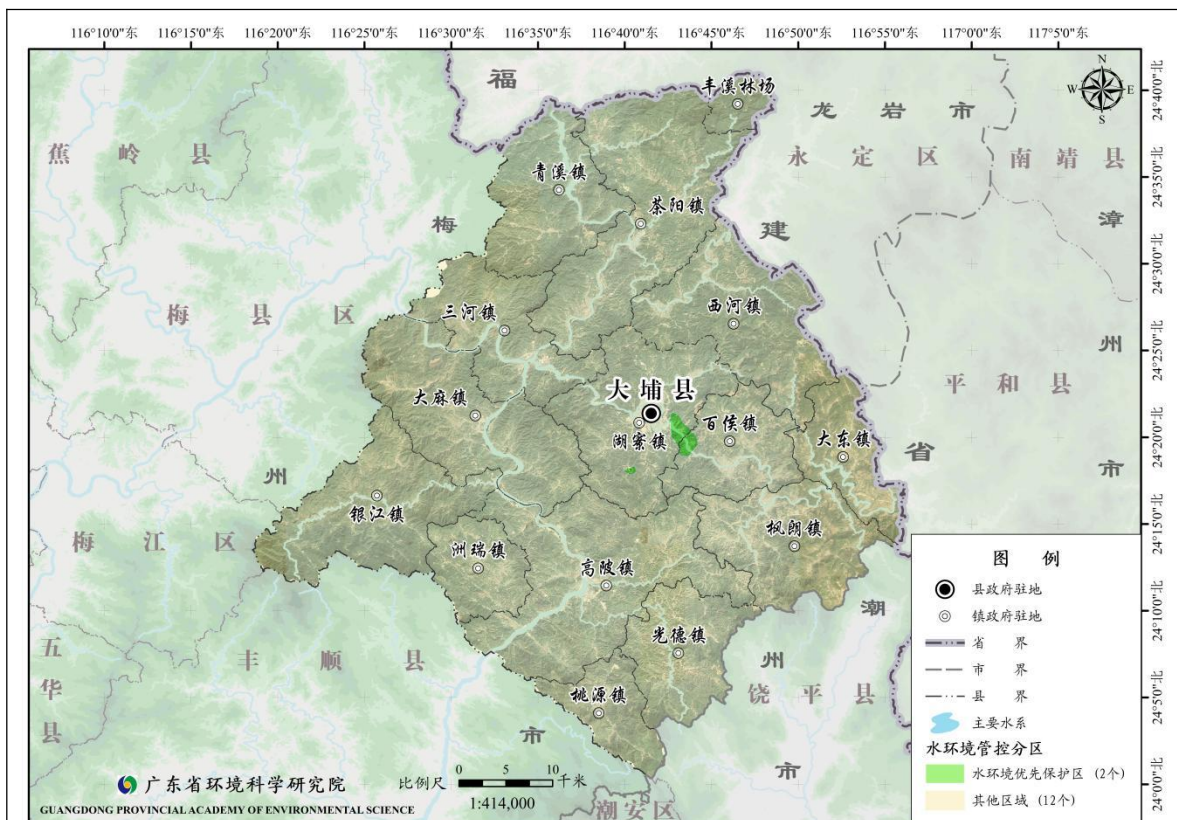 116°10'0"东 116°15'0"东 116°20'0"东 116°25'0"东 116°30'0"东 116°35'0"东 116°40'0"东 116°45'0"东 116°50'0"东 116°55'0"东 117°0'0"东 117°5'0"东
24°40'0"北
24°35'0"北
24°30'0"北
24°25'0"北
24°20'0"北
24°15'0"北
24°10'0"北
24°5'0"北
24°0'0"北
N
W E
S
福
建
省
龙岩市
永定区
南靖县
漳
州
市
平和县
蕉岭县
梅
州
市
梅县区
梅江区
五
华
县
丰顺县
潮
州
市
饶平县
潮安区
丰溪林场
青溪镇
茶阳镇
西河镇
三河镇
大埔县
大麻镇
湖寮镇
百侯镇
大东镇
银江镇
洲瑞镇
高陂镇
枫朗镇
光德镇
桃源镇
图 例
县政府驻地
镇政府驻地
省 界
市 界
县 界
主要水系
水环境管控分区
水环境优先保护区 (2个)
其他区域 (12个)
广东省环境科学研究院
GUANGDONG PROVINCIAL ACADEMY OF ENVIRONMENTAL SCIENCE
比例尺 0 5 10 千米
1:414,000